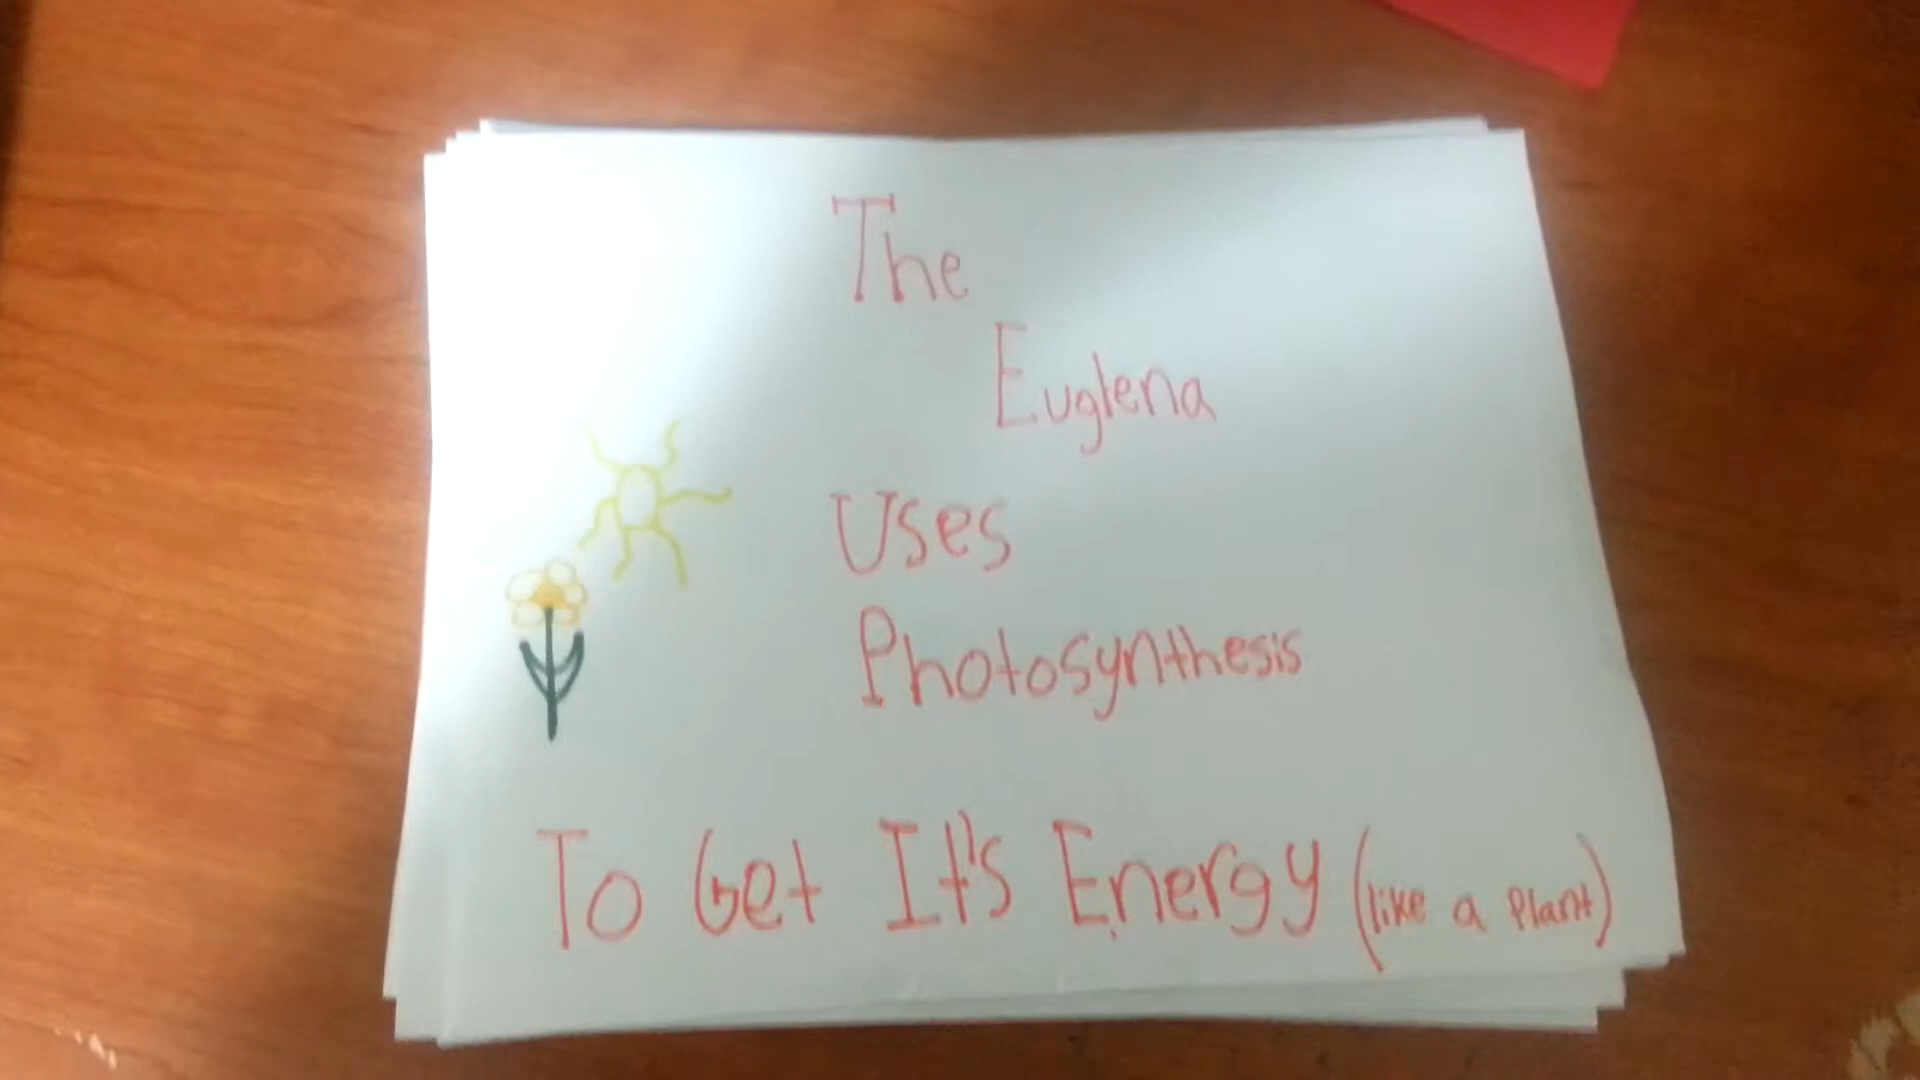 The
Euglena
Uses
Photosynthesis
To Get It's Energy (like a Plant)